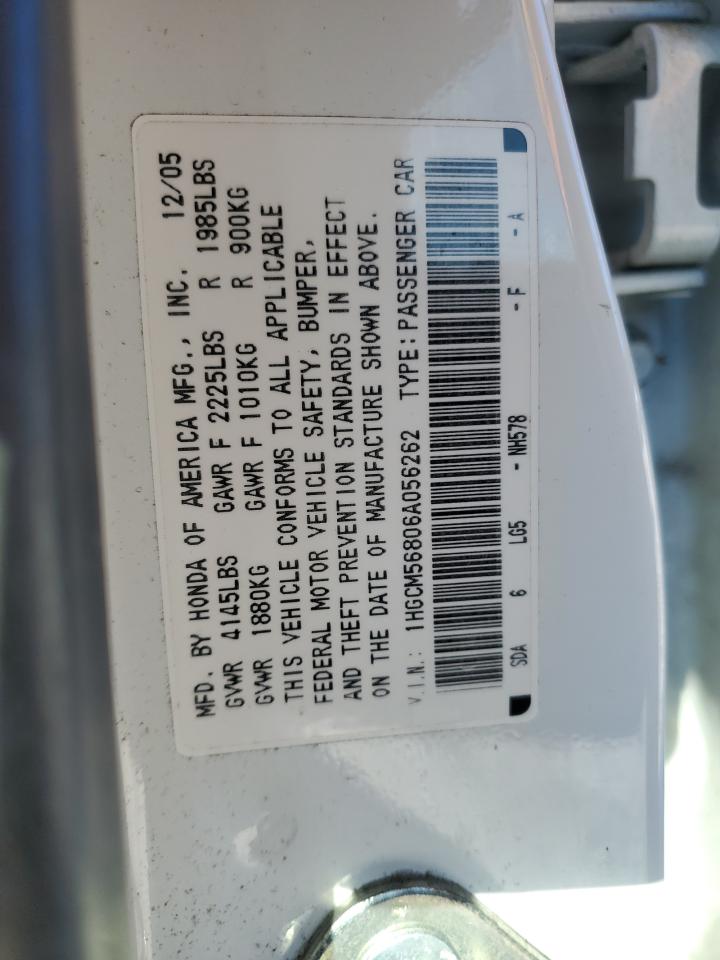 MFD. BY HONDA OF AMERICA MFG., INC. 12/05
GVWR 4145LBS GAWR F 2225LBS R 1985LBS
GVWR 1880KG GAWR F 1010KG R 900KG
THIS VEHICLE CONFORMS TO ALL APPLICABLE
FEDERAL MOTOR VEHICLE SAFETY, BUMPER,
AND THEFT PREVENTION STANDARDS IN EFFECT
ON THE DATE OF MANUFACTURE SHOWN ABOVE.
V.I.N.: 1HGCM56806A056262 TYPE: PASSENGER CAR
SDA 6 LG5 - NH578 - F - A